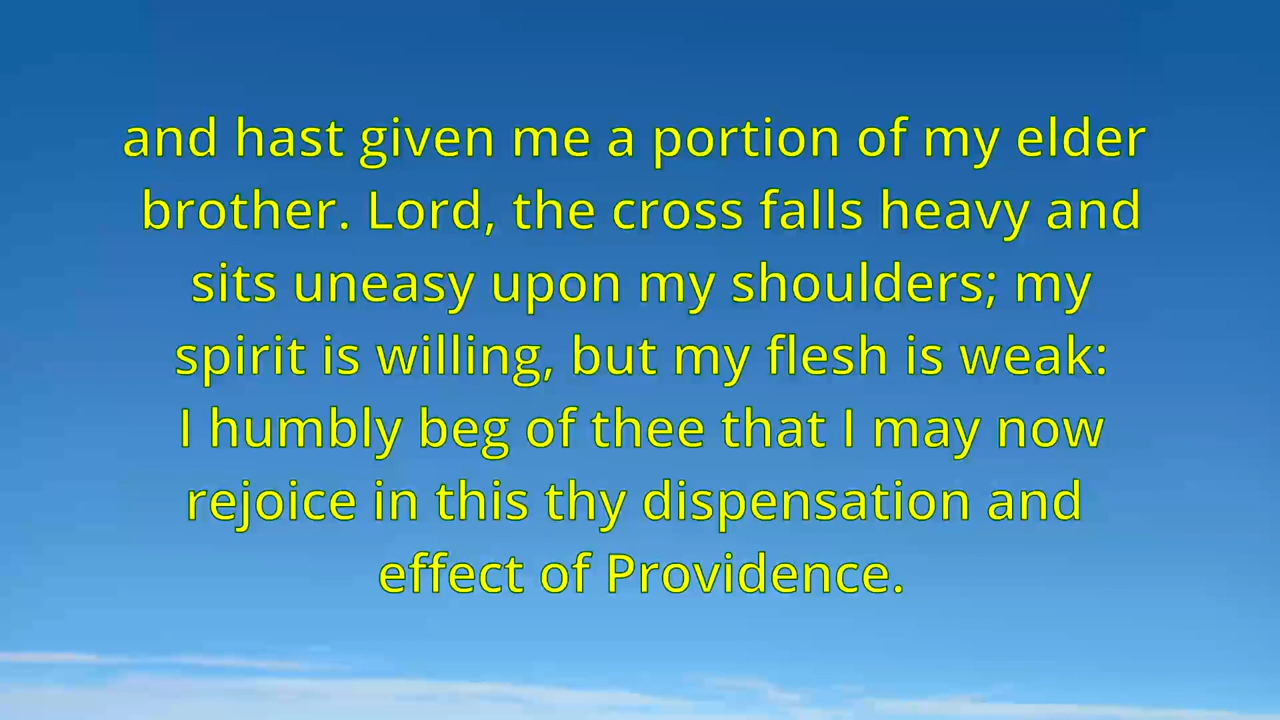 and hast given me a portion of my elder
brother. Lord, the cross falls heavy and
sits uneasy upon my shoulders; my
spirit is willing, but my flesh is weak:
I humbly beg of thee that I may now
rejoice in this thy dispensation and
effect of Providence.